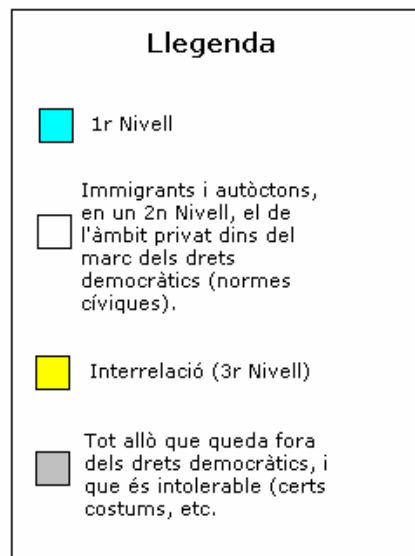 Llegenda
1r Nivell
Immigrants i autòctons,
en un 2n Nivell, el de
l'àmbit privat dins del
marc dels drets
democràtics (normes
cíviques).
Interrelació (3r Nivell)
Tot allò que queda fora
dels drets democràtics, i
que és intolerable (certs
costums, etc.